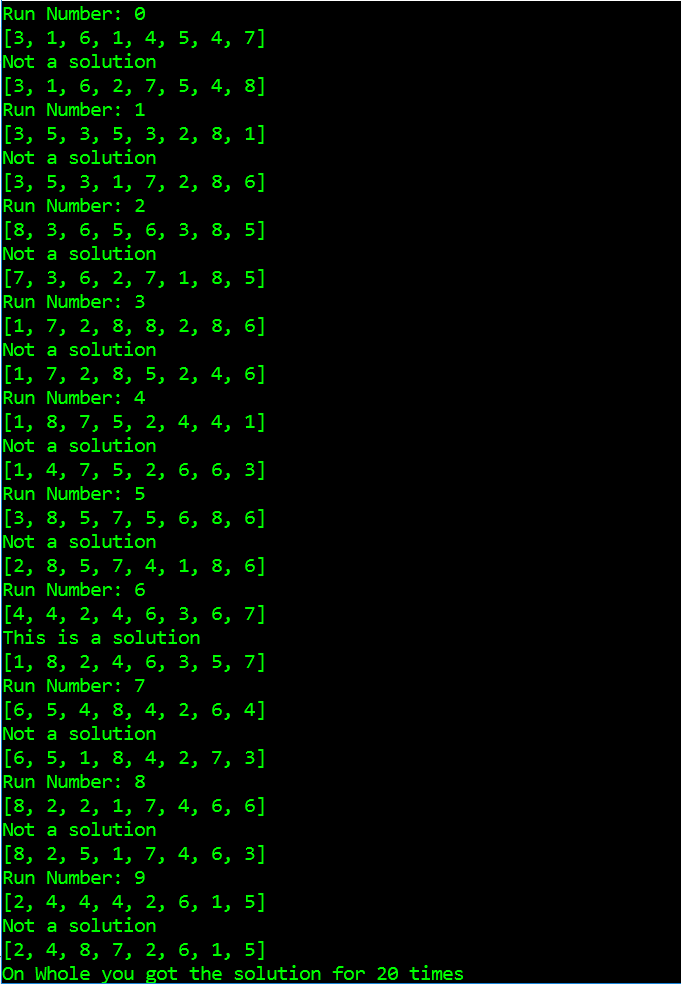 Run Number: 0
[3, 1, 6, 1, 4, 5, 4, 7]
Not a solution
[3, 1, 6, 2, 7, 5, 4, 8]
Run Number: 1
[3, 5, 3, 5, 3, 2, 8, 1]
Not a solution
[3, 5, 3, 1, 7, 2, 8, 6]
Run Number: 2
[8, 3, 6, 5, 6, 3, 8, 5]
Not a solution
[7, 3, 6, 2, 7, 1, 8, 5]
Run Number: 3
[1, 7, 2, 8, 8, 2, 8, 6]
Not a solution
[1, 7, 2, 8, 5, 2, 4, 6]
Run Number: 4
[1, 8, 7, 5, 2, 4, 4, 1]
Not a solution
[1, 4, 7, 5, 2, 6, 6, 3]
Run Number: 5
[3, 8, 5, 7, 5, 6, 8, 6]
Not a solution
[2, 8, 5, 7, 4, 1, 8, 6]
Run Number: 6
[4, 4, 2, 4, 6, 3, 6, 7]
This is a solution
[1, 8, 2, 4, 6, 3, 5, 7]
Run Number: 7
[6, 5, 4, 8, 4, 2, 6, 4]
Not a solution
[6, 5, 1, 8, 4, 2, 7, 3]
Run Number: 8
[8, 2, 2, 1, 7, 4, 6, 6]
Not a solution
[8, 2, 5, 1, 7, 4, 6, 3]
Run Number: 9
[2, 4, 4, 4, 2, 6, 1, 5]
Not a solution
[2, 4, 8, 7, 2, 6, 1, 5]
On Whole you got the solution for 20 times